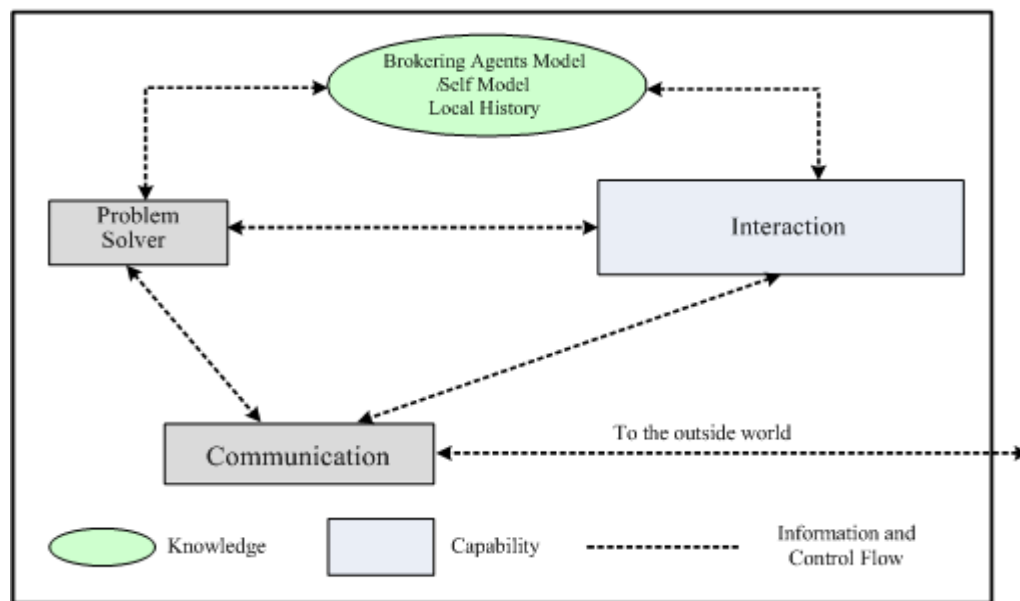 Brokering Agents Model
/Self Model
Local History
Problem
Solver
Interaction
Communication
To the outside world
Knowledge
Capability
Information and
Control Flow